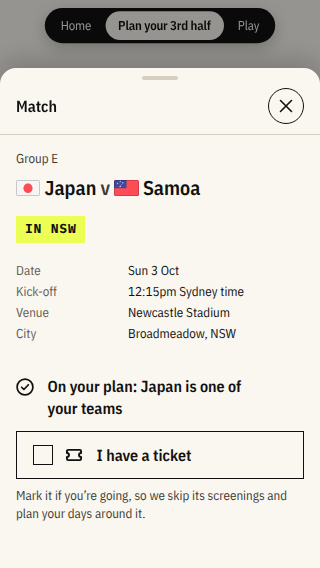 Home Plan your 3rd half Play
Match
Group E
Japan v Samoa
IN NSW
Date Sun 3 Oct
Kick-off 12:15pm Sydney time
Venue Newcastle Stadium
City Broadmeadow, NSW
On your plan: Japan is one of
your teams
I have a ticket
Mark it if you’re going, so we skip its screenings and
plan your days around it.